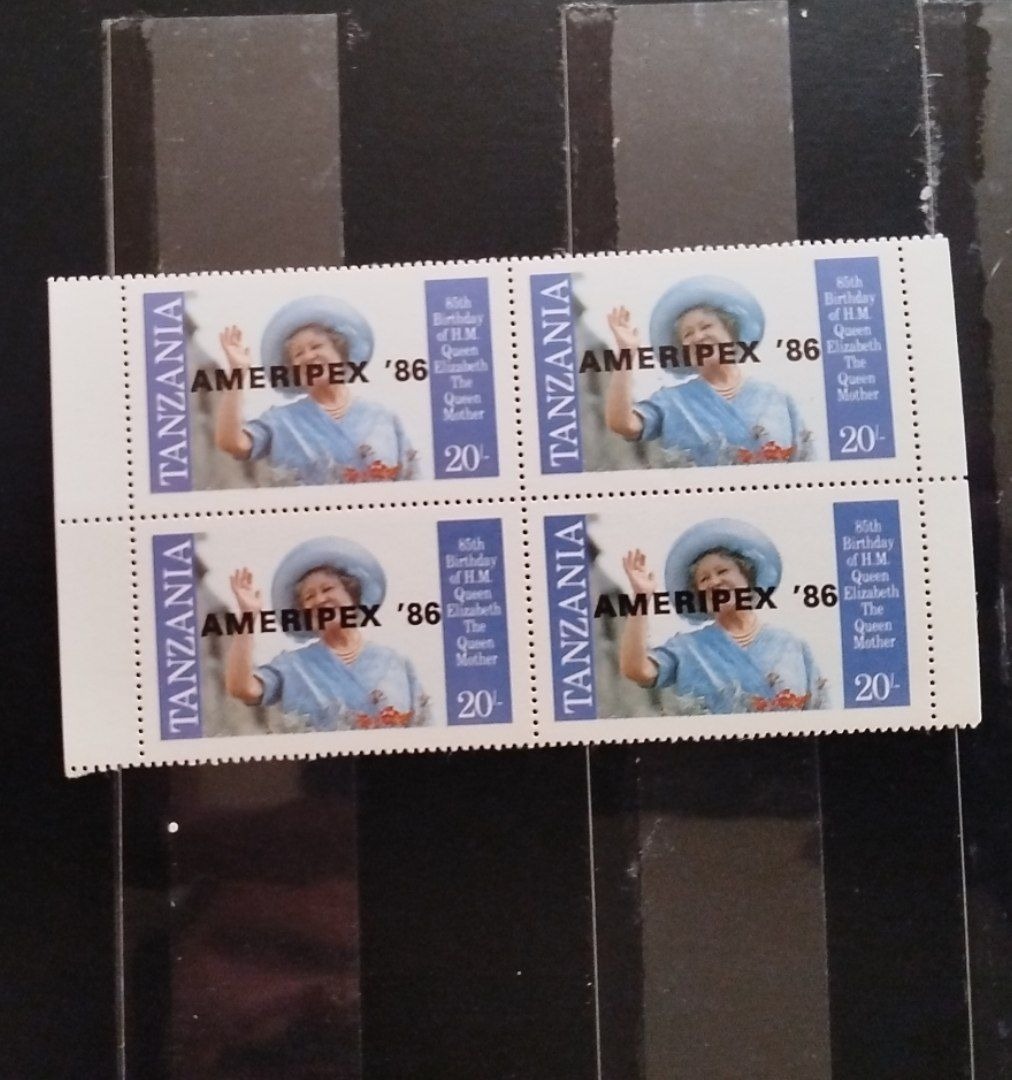 TANZANIA
AMERIPEX '86
85th
Birthday
of H.M.
Queen
Elizabeth
The
Queen
Mother
20/-
TANZANIA
AMERIPEX '86
85th
Birthday
of H.M.
Queen
Elizabeth
The
Queen
Mother
20/-
TANZANIA
AMERIPEX '86
85th
Birthday
of H.M.
Queen
Elizabeth
The
Queen
Mother
20/-
TANZANIA
AMERIPEX '86
85th
Birthday
of H.M.
Queen
Elizabeth
The
Queen
Mother
20/-